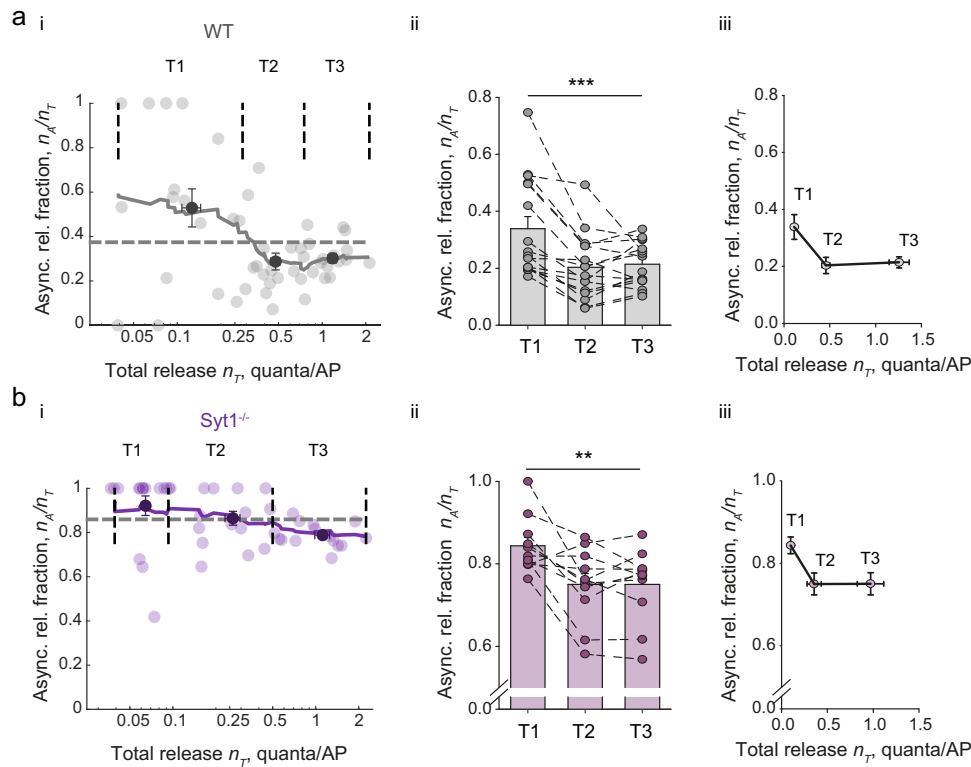 a
i
WT
T1 T2 T3
Async. rel. fraction, nA/nT
1
0.8
0.6
0.4
0.2
0
0.05 0.1 0.25 0.5 1 2
Total release nT, quanta/AP
ii
***
Async. rel. fraction, nA/nT
0.8
0.6
0.4
0.2
0.0
T1 T2 T3
iii
Async. rel. fraction, nA/nT
0.8
0.6
0.4
0.2
0.0
T1
T2 T3
0.0 0.5 1.0 1.5
Total release nT, quanta/AP
b
i
Syt1-/-
T1 T2 T3
Async. rel. fraction, nA/nT
1
0.8
0.6
0.4
0.2
0
0.05 0.1 0.25 0.5 1 2
Total release nT, quanta/AP
ii
**
Async. rel. fraction, nA/nT
1.0
0.8
0.6
0.0
T1 T2 T3
iii
Async. rel. fraction, nA/nT
1.0
0.8
0.6
0.0
T1
T2 T3
0.0 0.5 1.0 1.5
Total release nT, quanta/AP